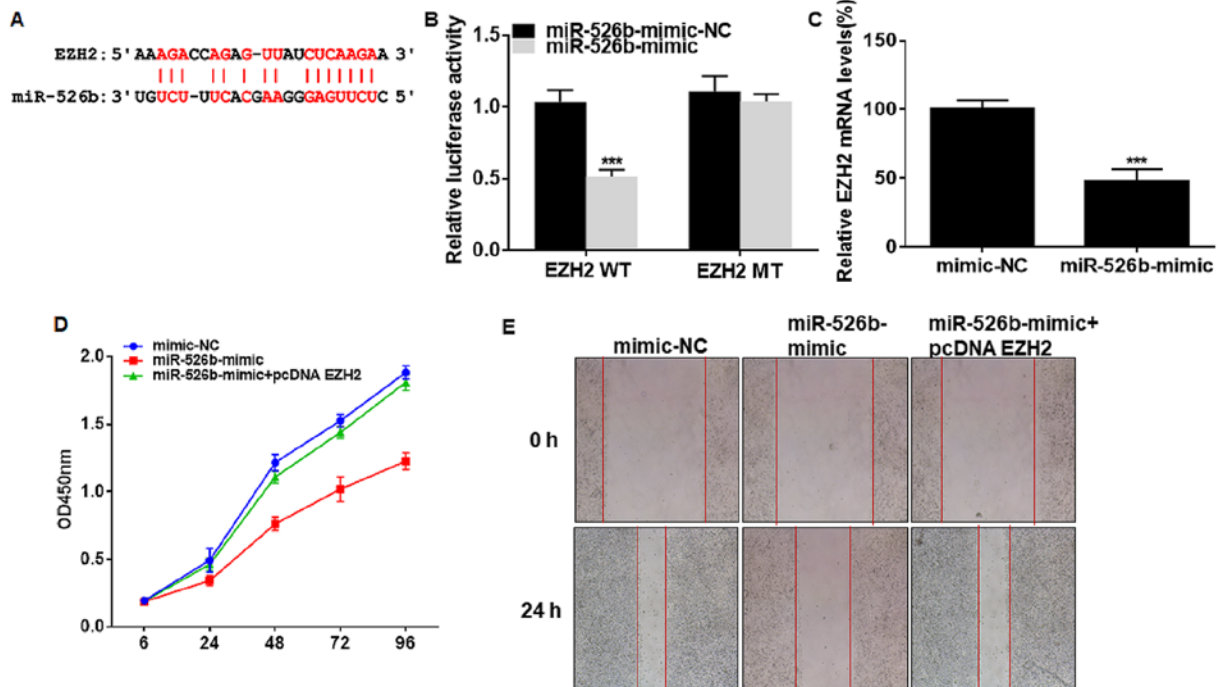 A
EZH2: 5'AAAGACCAGAG-UUAUCUCAAGAA 3'
miR-526b: 3'UGUCU-UUCACGAAGGGAGUUCUC 5'
B
miR-526b-mimic-NC
miR-526b-mimic
Relative luciferase activity
1.5
1.0
0.5
0.0
***
EZH2 WT
EZH2 MT
C
Relative EZH2 mRNA levels(%)
150
100
50
0
***
mimic-NC
miR-526b-mimic
D
mimic-NC
miR-526b-mimic
miR-526b-mimic+pcDNA EZH2
OD450nm
2.0
1.5
1.0
0.5
0.0
6 24 48 72 96
E
mimic-NC
miR-526b-
mimic
miR-526b-mimic+
pcDNA EZH2
0 h
24 h